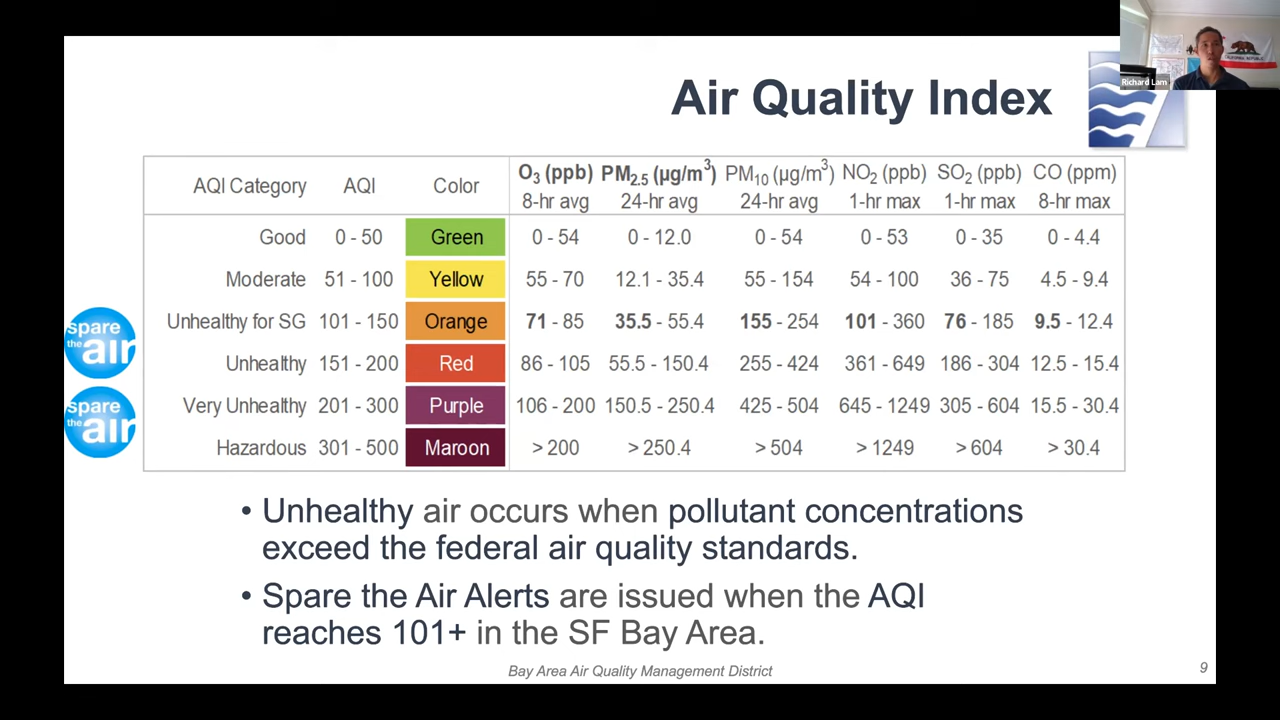 Richard Lam
CALIFORNIA REPUBLIC
Air Quality Index
AQI Category AQI Color O3 (ppb) PM2.5 (µg/m³) PM10 (µg/m³) NO2 (ppb) SO2 (ppb) CO (ppm)
8-hr avg 24-hr avg 24-hr avg 1-hr max 1-hr max 8-hr max
Good 0 - 50 Green 0 - 54 0 - 12.0 0 - 54 0 - 53 0 - 35 0 - 4.4
Moderate 51 - 100 Yellow 55 - 70 12.1 - 35.4 55 - 154 54 - 100 36 - 75 4.5 - 9.4
Unhealthy for SG 101 - 150 Orange 71 - 85 35.5 - 55.4 155 - 254 101 - 360 76 - 185 9.5 - 12.4
spare
the air
Unhealthy 151 - 200 Red 86 - 105 55.5 - 150.4 255 - 424 361 - 649 186 - 304 12.5 - 15.4
Very Unhealthy 201 - 300 Purple 106 - 200 150.5 - 250.4 425 - 504 645 - 1249 305 - 604 15.5 - 30.4
spare
the air
Hazardous 301 - 500 Maroon > 200 > 250.4 > 504 > 1249 > 604 > 30.4
• Unhealthy air occurs when pollutant concentrations
exceed the federal air quality standards.
• Spare the Air Alerts are issued when the AQI
reaches 101+ in the SF Bay Area.
Bay Area Air Quality Management District
9